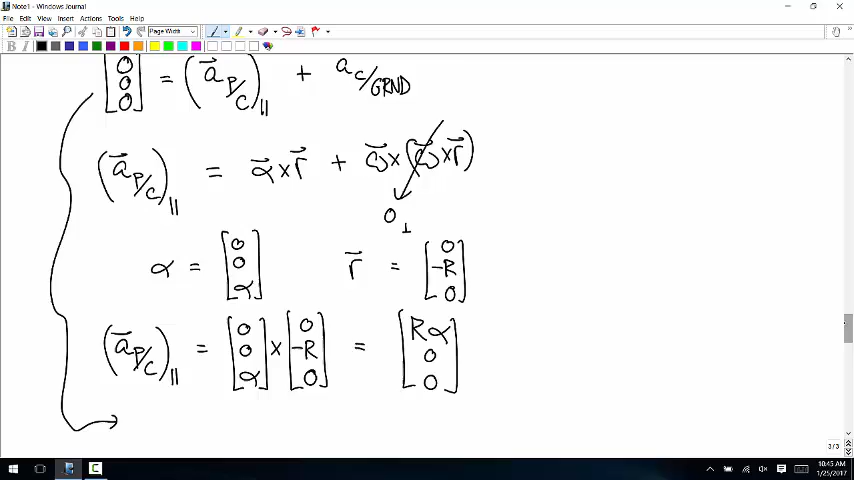 Note1 - Windows Journal
File Edit View Insert Actions Tools Help
Page Width
B I
[0 0 0] = (a⃗ P/C)∥ + a C/GRND
(a⃗ P/C)∥ = α⃗ x r⃗ + ω⃗ x (ω⃗ x r⃗)
0⊥
α = [0 0 α] r⃗ = [0 -R 0]
(a⃗ P/C)∥ = [0 0 α] x [0 -R 0] = [Rα 0 0]
3/3
10:45 AM
1/25/2017